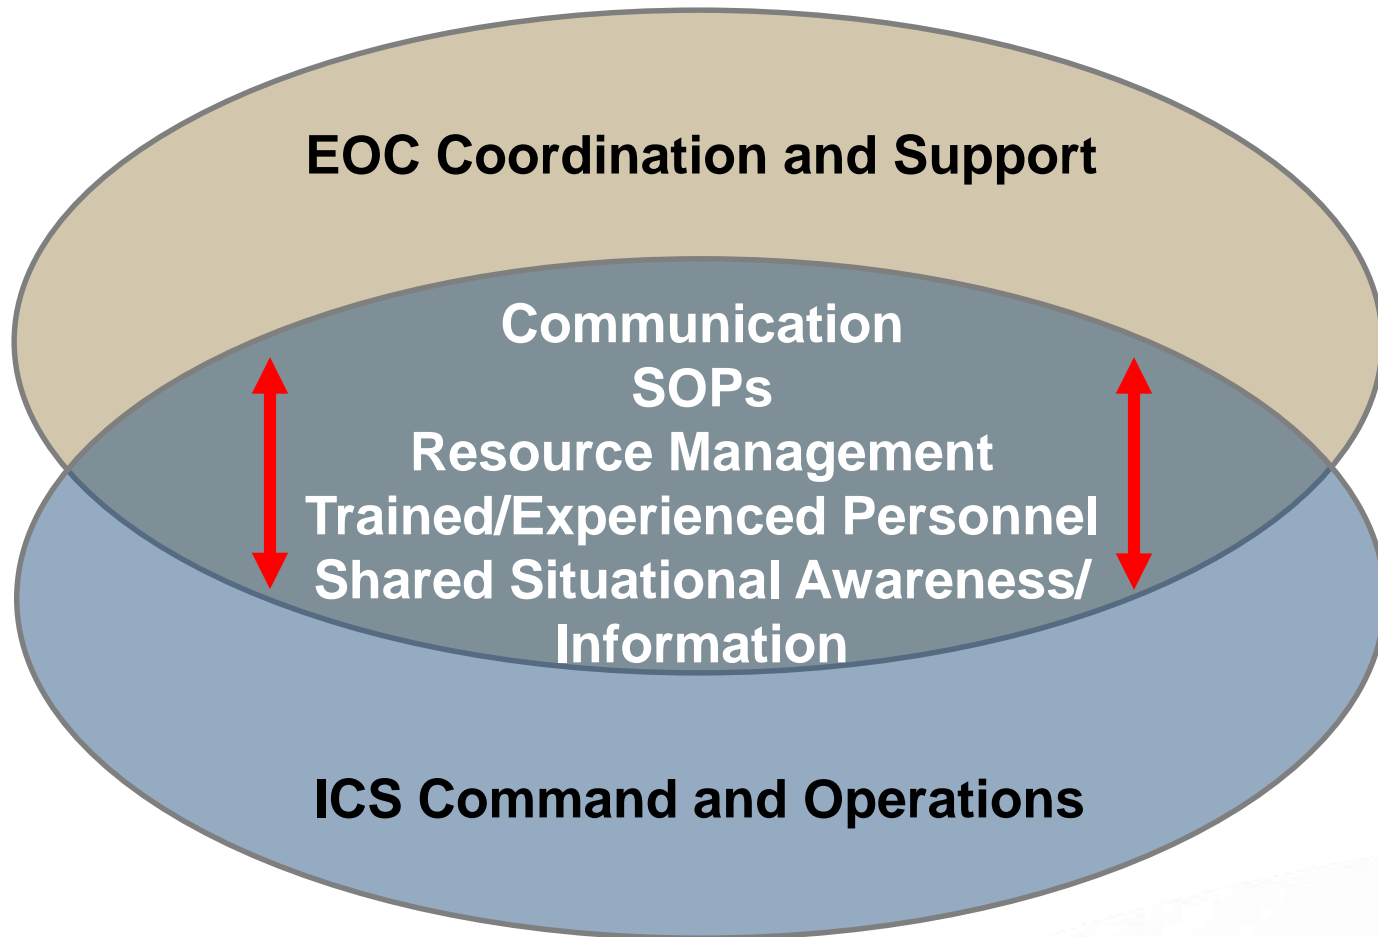 EOC Coordination and Support
Communication
SOPs
Resource Management
Trained/Experienced Personnel
Shared Situational Awareness/
Information
ICS Command and Operations